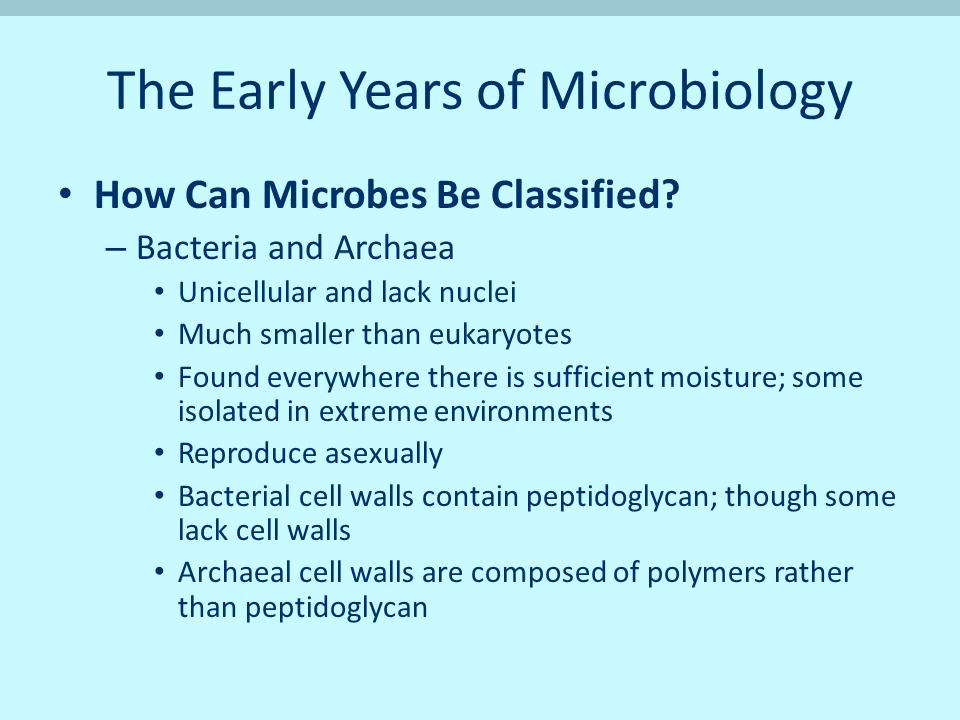 The Early Years of Microbiology
• How Can Microbes Be Classified?
– Bacteria and Archaea
• Unicellular and lack nuclei
• Much smaller than eukaryotes
• Found everywhere there is sufficient moisture; some
isolated in extreme environments
• Reproduce asexually
• Bacterial cell walls contain peptidoglycan; though some
lack cell walls
• Archaeal cell walls are composed of polymers rather
than peptidoglycan